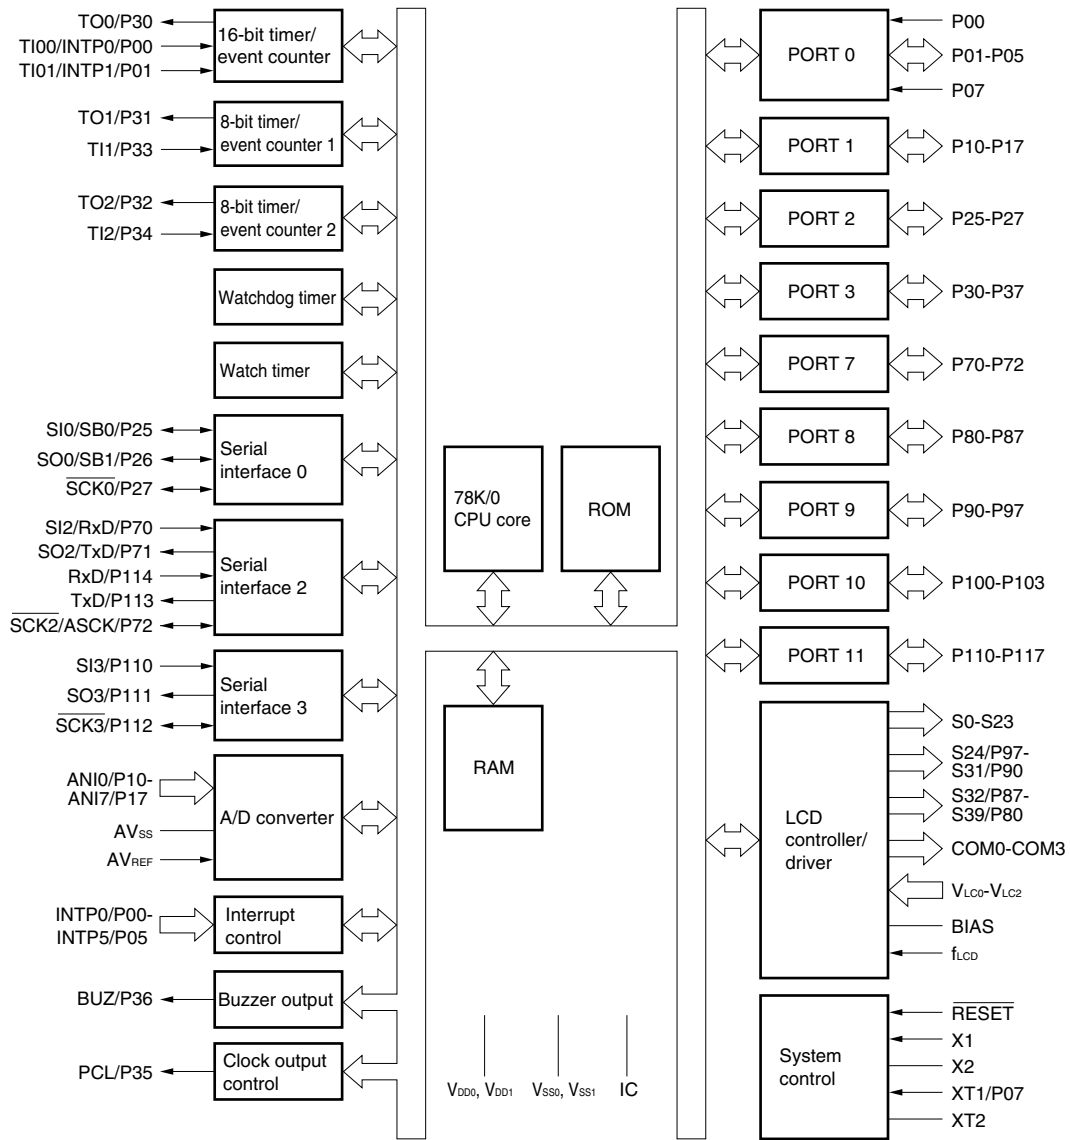 TO0/P30
TI00/INTP0/P00
TI01/INTP1/P01
16-bit timer/
event counter
TO1/P31
TI1/P33
8-bit timer/
event counter 1
TO2/P32
TI2/P34
8-bit timer/
event counter 2
Watchdog timer
Watch timer
SI0/SB0/P25
SO0/SB1/P26
SCK0/P27
Serial
interface 0
SI2/RxD/P70
SO2/TxD/P71
RxD/P114
TxD/P113
SCK2/ASCK/P72
Serial
interface 2
SI3/P110
SO3/P111
SCK3/P112
Serial
interface 3
ANI0/P10-
ANI7/P17
AVSS
AVREF
A/D converter
INTP0/P00-
INTP5/P05
Interrupt
control
BUZ/P36
Buzzer output
PCL/P35
Clock output
control
78K/0
CPU core
ROM
RAM
VDD0, VDD1
VSS0, VSS1
IC
PORT 0
P00
P01-P05
P07
PORT 1
P10-P17
PORT 2
P25-P27
PORT 3
P30-P37
PORT 7
P70-P72
PORT 8
P80-P87
PORT 9
P90-P97
PORT 10
P100-P103
PORT 11
P110-P117
LCD
controller/
driver
S0-S23
S24/P97-
S31/P90
S32/P87-
S39/P80
COM0-COM3
VLC0-VLC2
BIAS
fLCD
System
control
RESET
X1
X2
XT1/P07
XT2